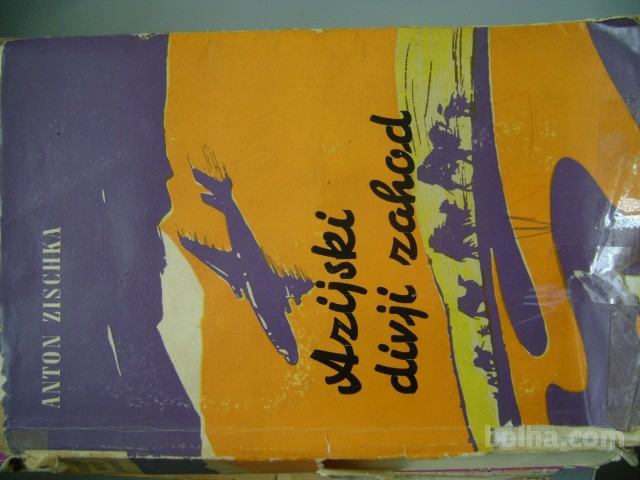 ANTON ZISCHKA
Azijski
divji zahod
bolha.com